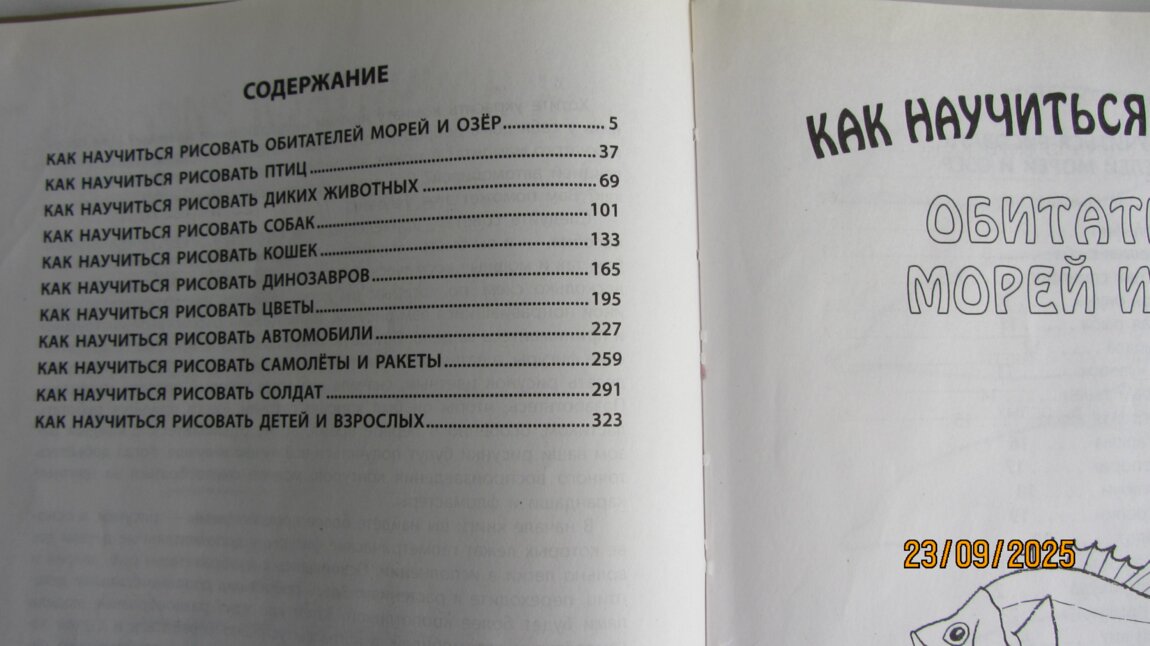 СОДЕРЖАНИЕ
КАК НАУЧИТЬСЯ РИСОВАТЬ ОБИТАТЕЛЕЙ МОРЕЙ И ОЗЁР........................ 5
КАК НАУЧИТЬСЯ РИСОВАТЬ ПТИЦ........................ 37
КАК НАУЧИТЬСЯ РИСОВАТЬ ДИКИХ ЖИВОТНЫХ........................ 69
КАК НАУЧИТЬСЯ РИСОВАТЬ СОБАК........................ 101
КАК НАУЧИТЬСЯ РИСОВАТЬ КОШЕК........................ 133
КАК НАУЧИТЬСЯ РИСОВАТЬ ДИНОЗАВРОВ........................ 165
КАК НАУЧИТЬСЯ РИСОВАТЬ ЦВЕТЫ........................ 195
КАК НАУЧИТЬСЯ РИСОВАТЬ АВТОМОБИЛИ........................ 227
КАК НАУЧИТЬСЯ РИСОВАТЬ САМОЛЁТЫ И РАКЕТЫ........................ 259
КАК НАУЧИТЬСЯ РИСОВАТЬ СОЛДАТ........................ 291
КАК НАУЧИТЬСЯ РИСОВАТЬ ДЕТЕЙ И ВЗРОСЛЫХ........................ 323
КАК НАУЧИТЬСЯ
ОБИТАТ
МОРЕЙ И
23/09/2025